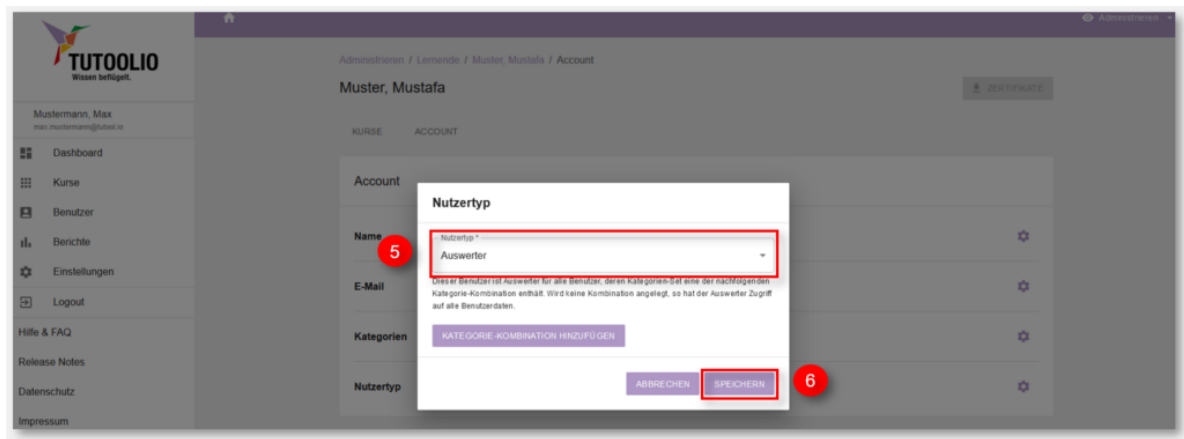 TUTOOLIO
Wissen beflügelt.
Mustermann, Max
max.mustermann@tutool.io
Dashboard
Kurse
Benutzer
Berichte
Einstellungen
Logout
Hilfe & FAQ
Release Notes
Datenschutz
Impressum
Administrieren
Administrieren / Lernende / Muster, Mustafa / Account
Muster, Mustafa
ZERTIFIKATE
KURSE ACCOUNT
Account
Name
E-Mail
Kategorien
Nutzertyp
Nutzertyp
5
Nutzertyp *
Auswerter
Dieser Benutzer ist Auswerter für alle Benutzer, deren Kategorien-Set eine der nachfolgenden
Kategorie-Kombination enthält. Wird keine Kombination angelegt, so hat der Auswerter Zugriff
auf alle Benutzerdaten.
KATEGORIE-KOMBINATION HINZUFÜGEN
ABBRECHEN SPEICHERN
6